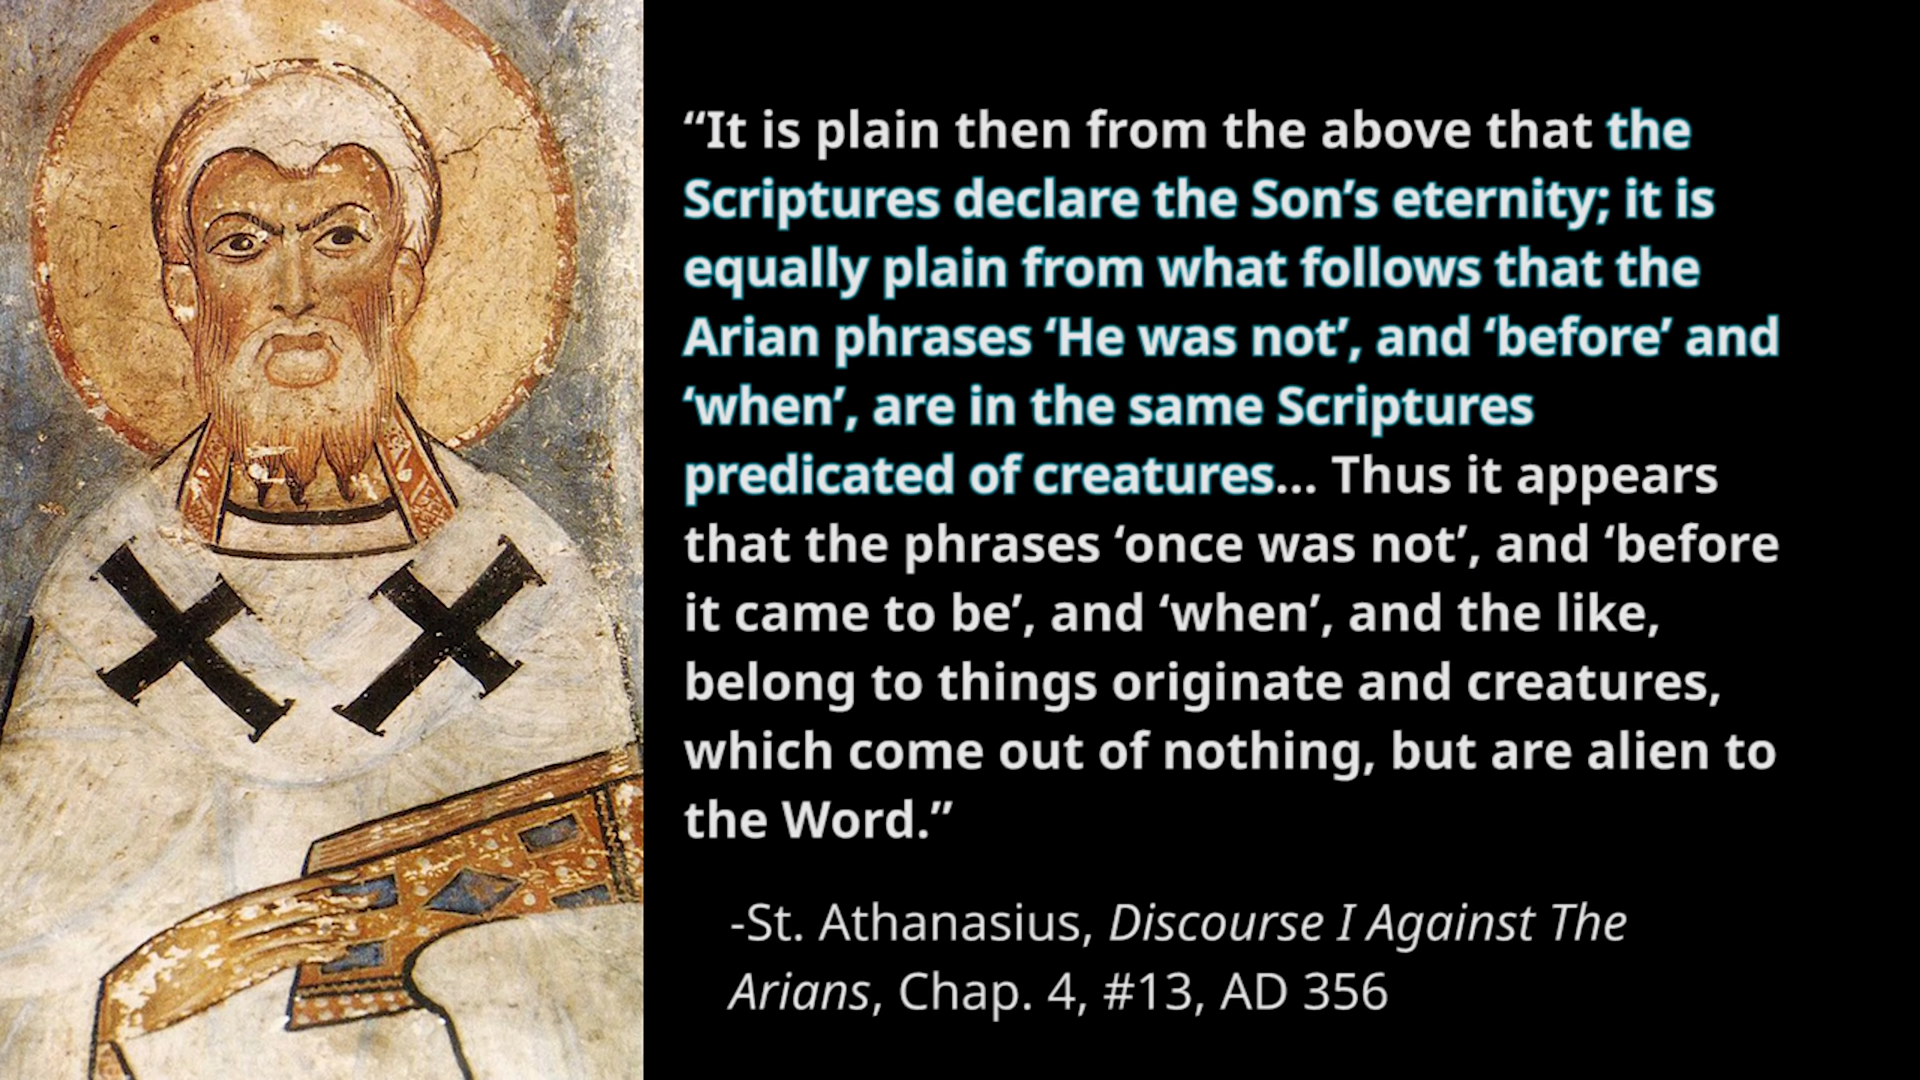 “It is plain then from the above that the
Scriptures declare the Son’s eternity; it is
equally plain from what follows that the
Arian phrases ‘He was not’, and ‘before’ and
‘when’, are in the same Scriptures
predicated of creatures... Thus it appears
that the phrases ‘once was not’, and ‘before
it came to be’, and ‘when’, and the like,
belong to things originate and creatures,
which come out of nothing, but are alien to
the Word.”
-St. Athanasius, Discourse I Against The
Arians, Chap. 4, #13, AD 356